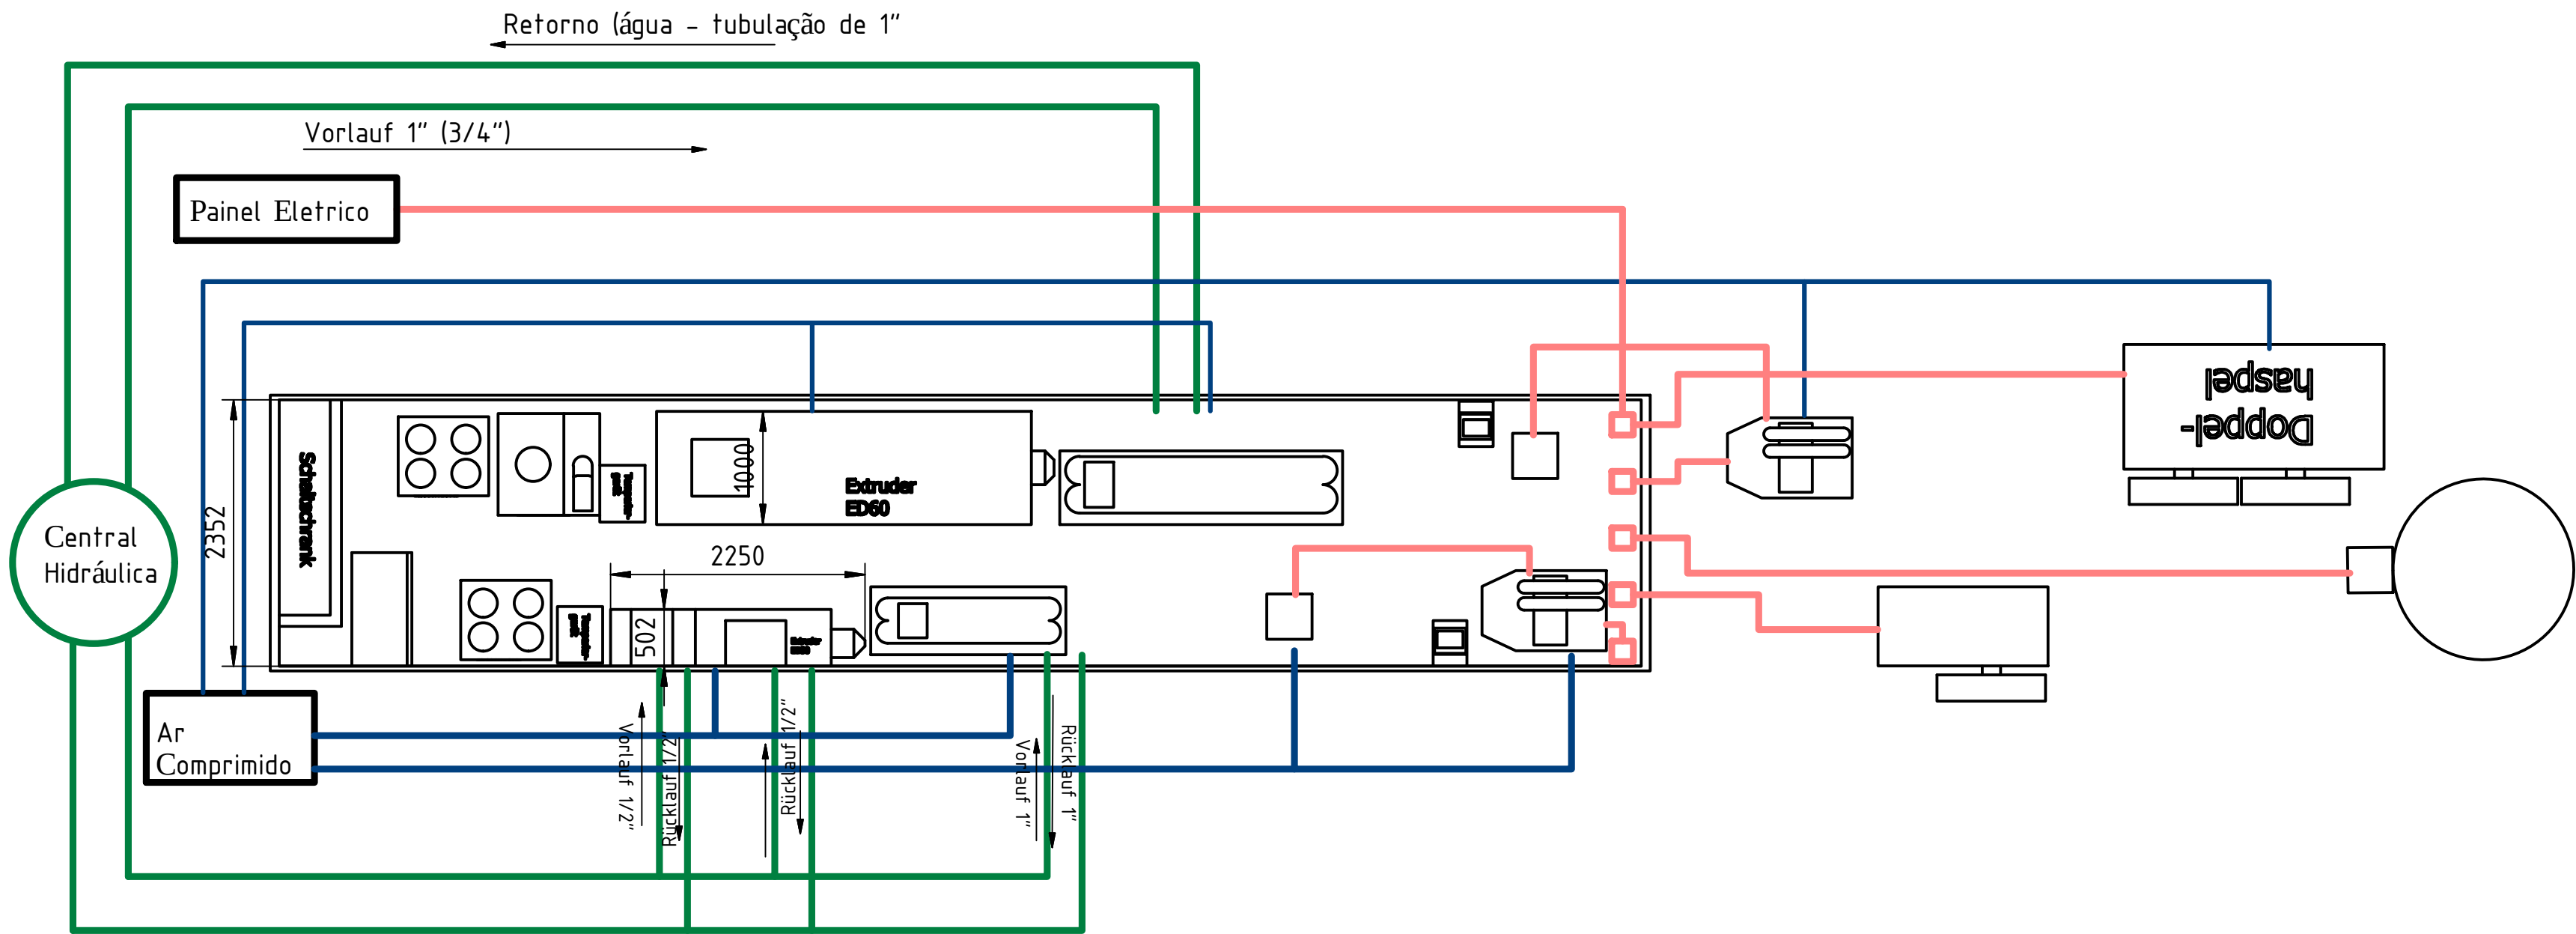 Retorno (água - tubulação de 1"
Vorlauf 1" (3/4")
Painel Eletrico
Doppel-
haspel
Schaltschrank
1000
Extruder
ED60
Central
Hidráulica
2352
2250
502
Extruder
Ar
Comprimido
Vorlauf 1/2"
Rücklauf 1/2"
Rücklauf 1/2"
Vorlauf 1"
Rücklauf 1"